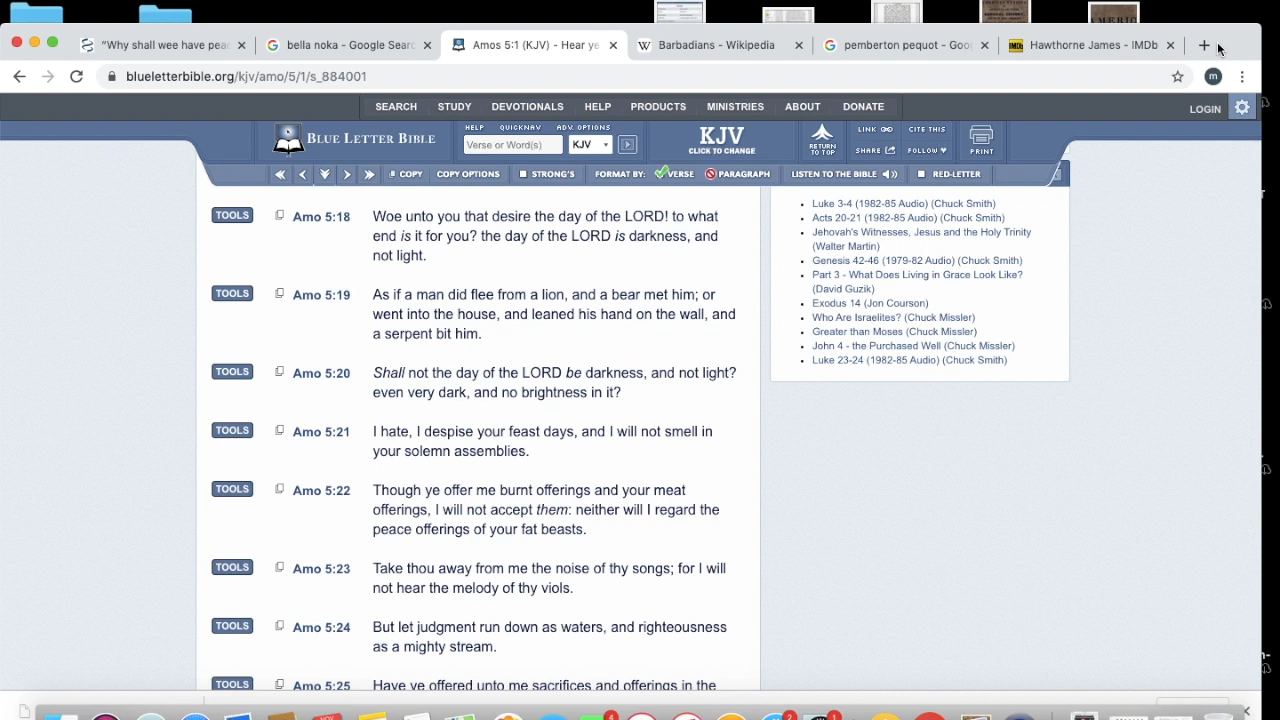 "Why shall wee have peac
bella noka - Google Searc
Amos 5:1 (KJV) - Hear ye
Barbadians - Wikipedia
pemberton pequot - Goo
IMDb
Hawthorne James - IMDb
blueletterbible.org/kjv/amo/5/1/s_884001
m
SEARCH STUDY DEVOTIONALS HELP PRODUCTS MINISTRIES ABOUT DONATE
LOGIN
BLUE LETTER BIBLE
HELP QUICKNAV ADV. OPTIONS
Verse or Word(s) KJV
KJV
CLICK TO CHANGE
RETURN
TO TOP
LINK CITE THIS
SHARE FOLLOW
PRINT
COPY COPY OPTIONS STRONG'S FORMAT BY: VERSE PARAGRAPH LISTEN TO THE BIBLE RED-LETTER
TOOLS Amo 5:18 Woe unto you that desire the day of the LORD! to what
end is it for you? the day of the LORD is darkness, and
not light.
TOOLS Amo 5:19 As if a man did flee from a lion, and a bear met him; or
went into the house, and leaned his hand on the wall, and
a serpent bit him.
TOOLS Amo 5:20 Shall not the day of the LORD be darkness, and not light?
even very dark, and no brightness in it?
TOOLS Amo 5:21 I hate, I despise your feast days, and I will not smell in
your solemn assemblies.
TOOLS Amo 5:22 Though ye offer me burnt offerings and your meat
offerings, I will not accept them: neither will I regard the
peace offerings of your fat beasts.
TOOLS Amo 5:23 Take thou away from me the noise of thy songs; for I will
not hear the melody of thy viols.
TOOLS Amo 5:24 But let judgment run down as waters, and righteousness
as a mighty stream.
TOOLS Amo 5:25 Have ye offered unto me sacrifices and offerings in the
Luke 3-4 (1982-85 Audio) (Chuck Smith)
Acts 20-21 (1982-85 Audio) (Chuck Smith)
Jehovah's Witnesses, Jesus and the Holy Trinity
(Walter Martin)
Genesis 42-46 (1979-82 Audio) (Chuck Smith)
Part 3 - What Does Living in Grace Look Like?
(David Guzik)
Exodus 14 (Jon Courson)
Who Are Israelites? (Chuck Missler)
Greater than Moses (Chuck Missler)
John 4 - the Purchased Well (Chuck Missler)
Luke 23-24 (1982-85 Audio) (Chuck Smith)